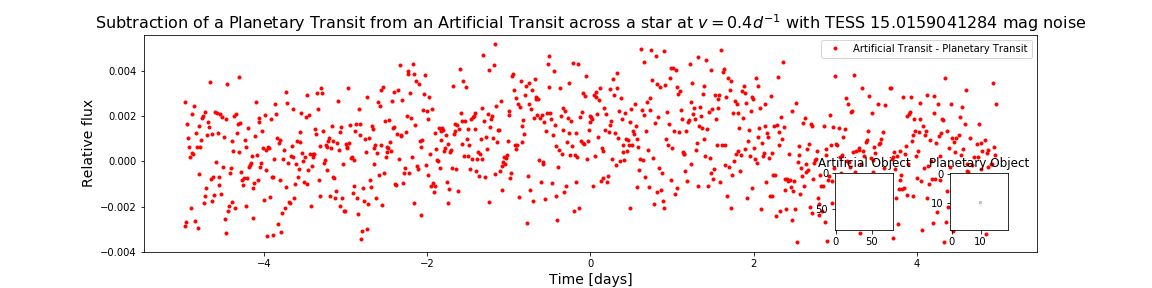 Subtraction of a Planetary Transit from an Artificial Transit across a star at v = 0.4d⁻¹ with TESS 15.0159041284 mag noise
Artificial Transit - Planetary Transit
Relative flux
0.004
0.002
0.000
−0.002
−0.004
Artificial Object
0
50
0 50
Planetary Object
0
10
0 10
−4 −2 0 2 4
Time [days]